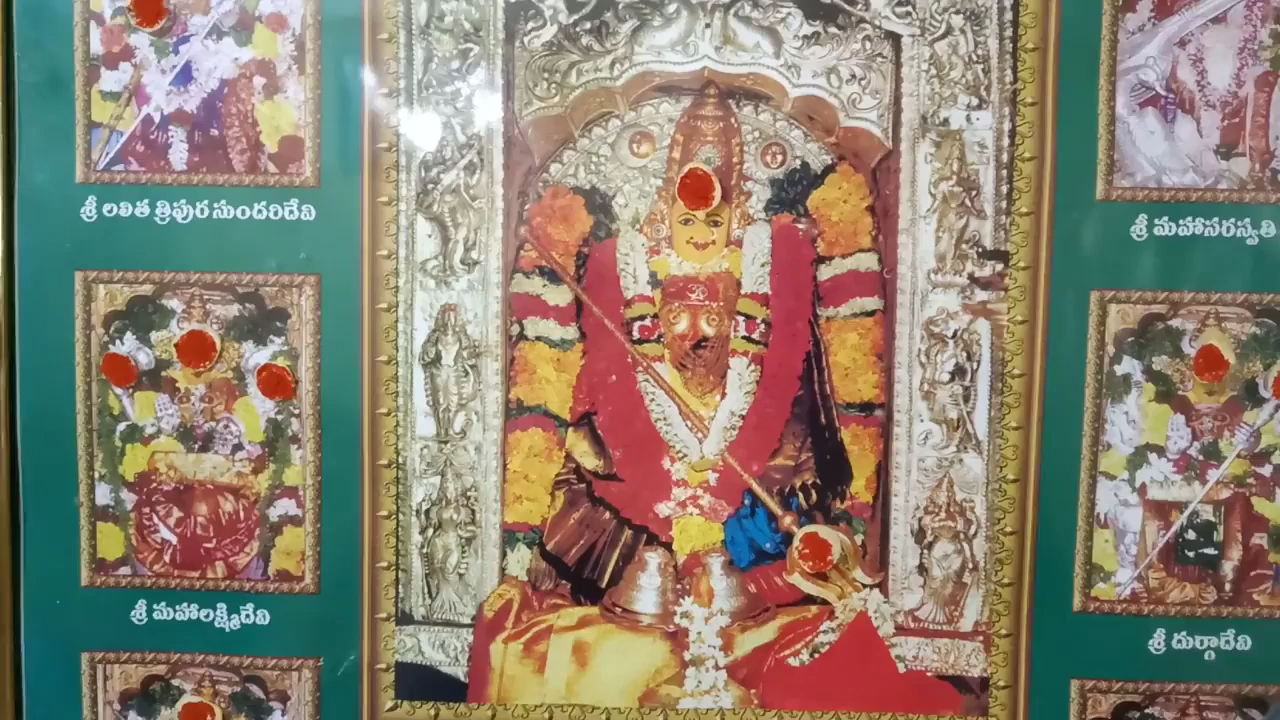 శ్రీ లలిత త్రిపుర సుందరిదేవి
శ్రీ మహాసరస్వతి
శ్రీ మహాలక్ష్మిదేవి
శ్రీ దుర్గాదేవి